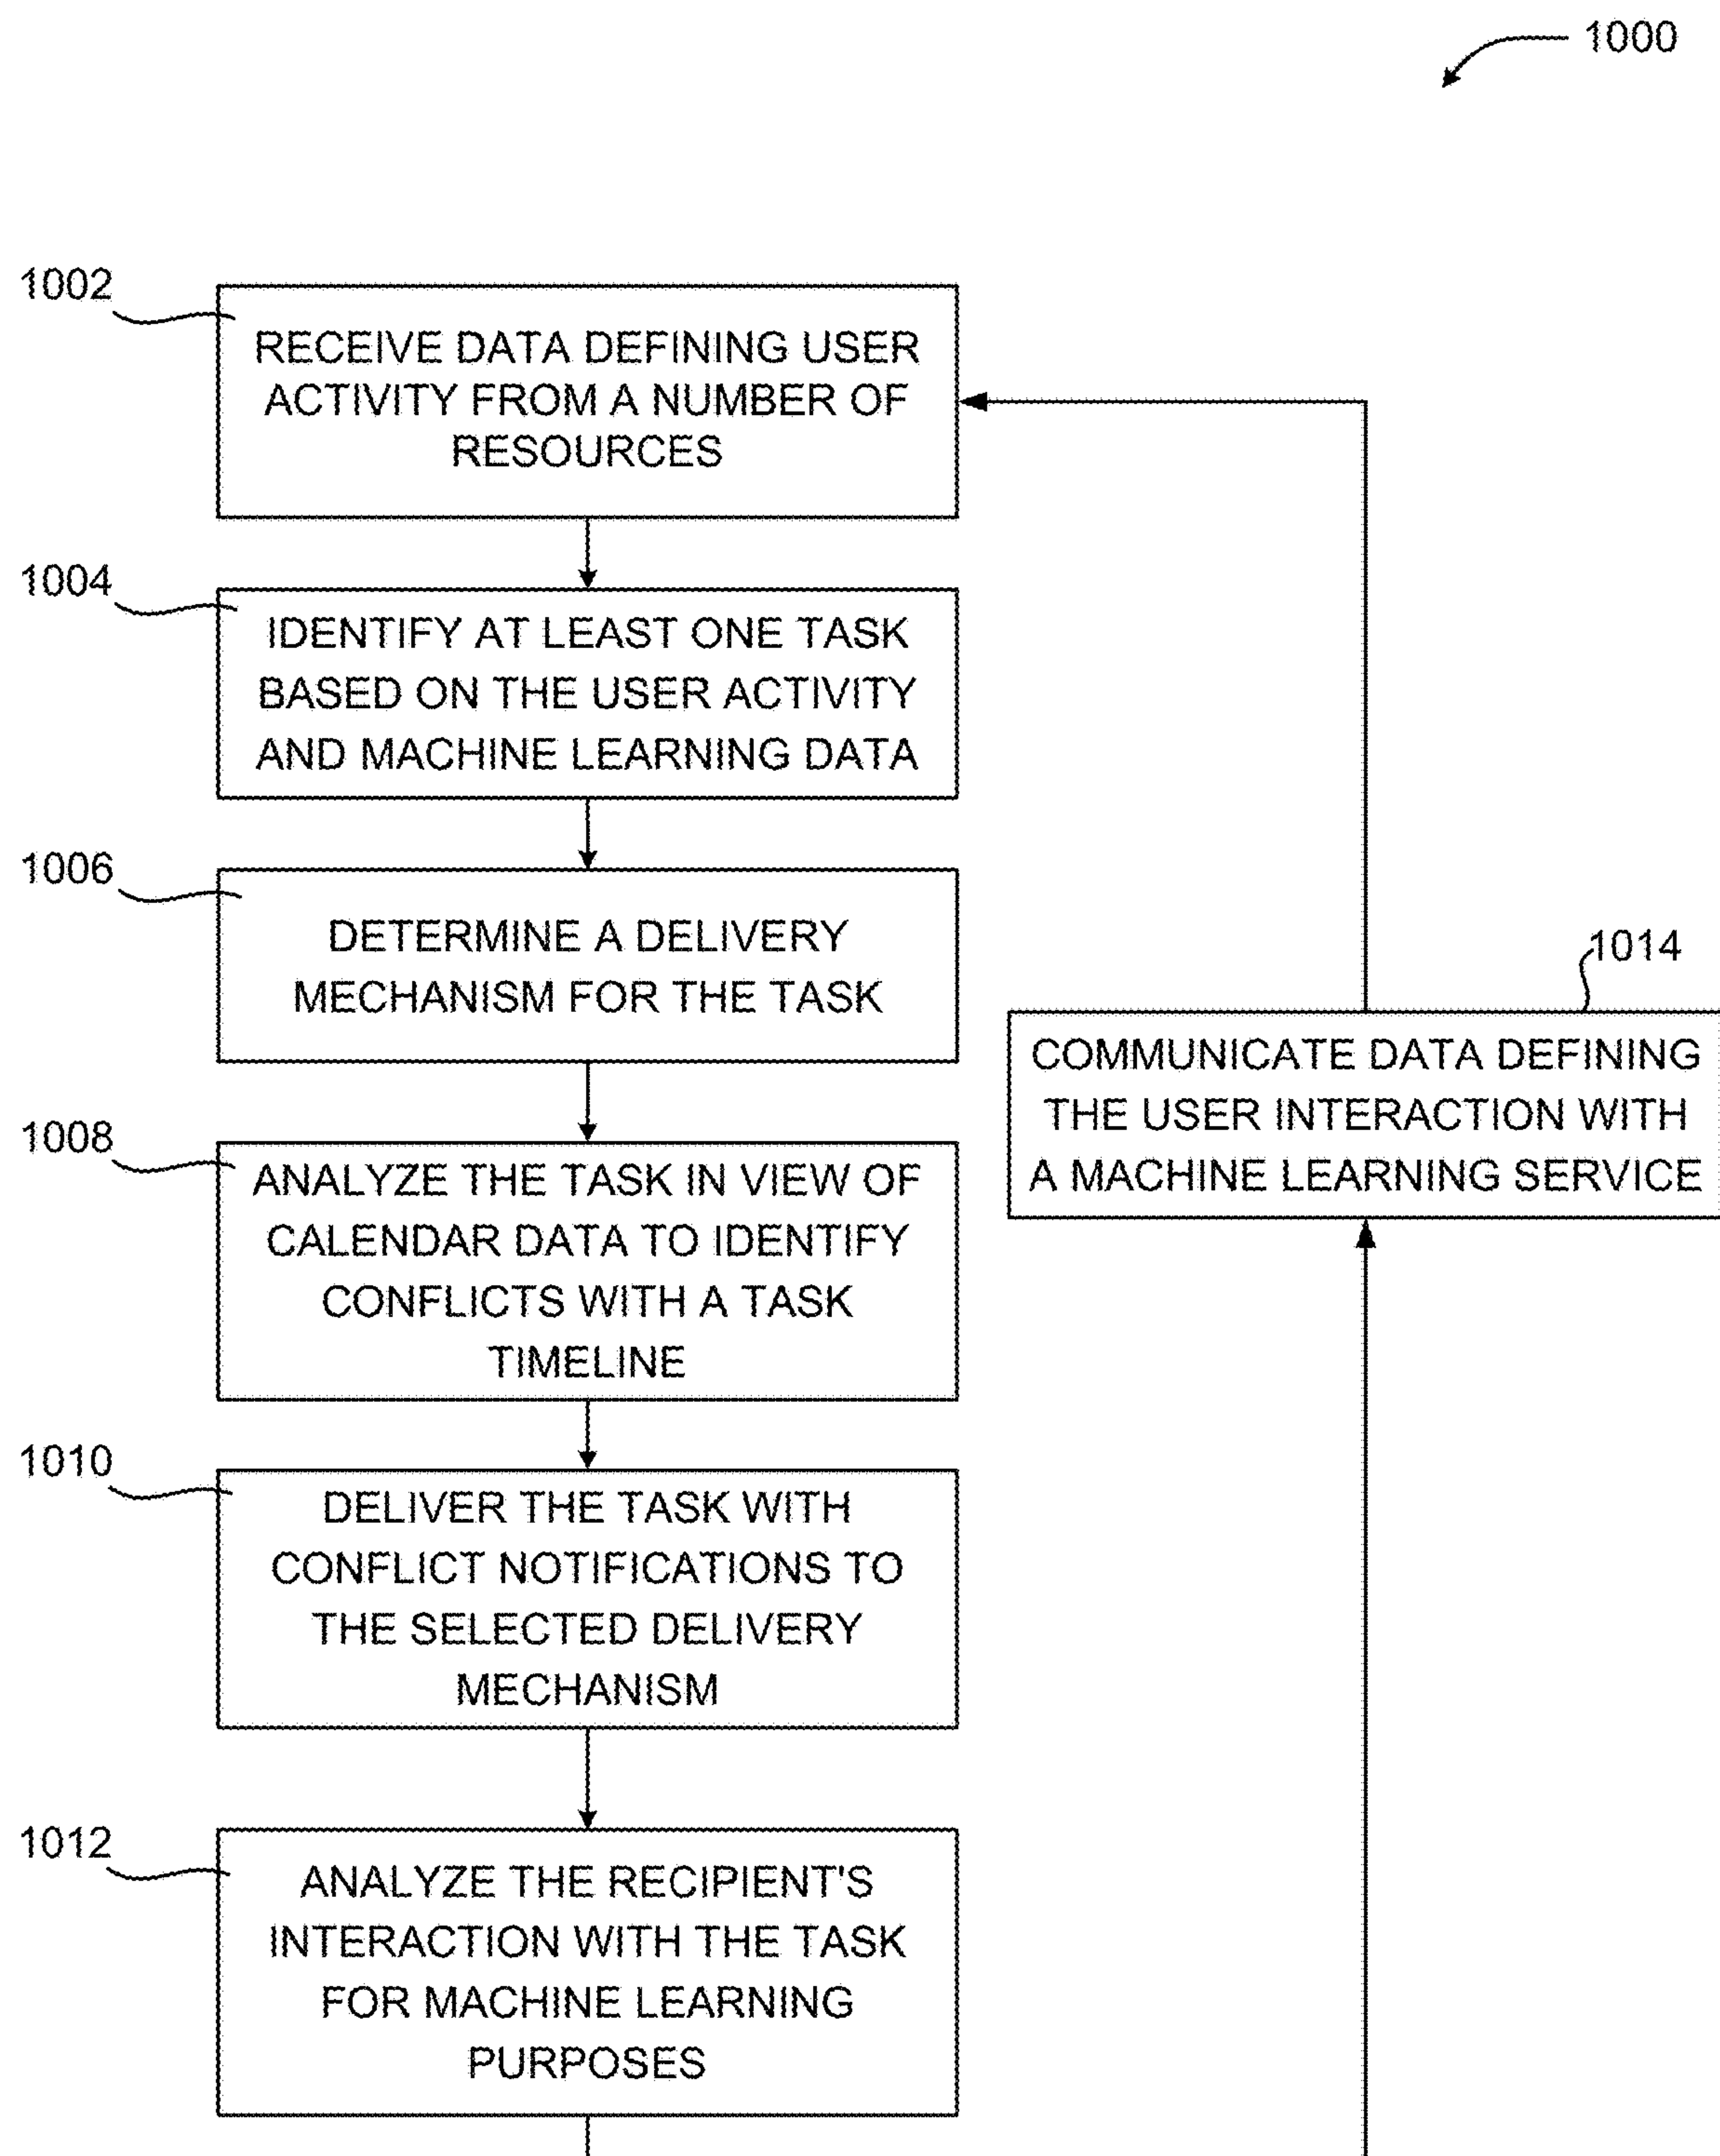 1000
1002
RECEIVE DATA DEFINING USER
ACTIVITY FROM A NUMBER OF
RESOURCES
1004
IDENTIFY AT LEAST ONE TASK
BASED ON THE USER ACTIVITY
AND MACHINE LEARNING DATA
1006
DETERMINE A DELIVERY
MECHANISM FOR THE TASK
1008
ANALYZE THE TASK IN VIEW OF
CALENDAR DATA TO IDENTIFY
CONFLICTS WITH A TASK
TIMELINE
1010
DELIVER THE TASK WITH
CONFLICT NOTIFICATIONS TO
THE SELECTED DELIVERY
MECHANISM
1012
ANALYZE THE RECIPIENT'S
INTERACTION WITH THE TASK
FOR MACHINE LEARNING
PURPOSES
1014
COMMUNICATE DATA DEFINING
THE USER INTERACTION WITH
A MACHINE LEARNING SERVICE